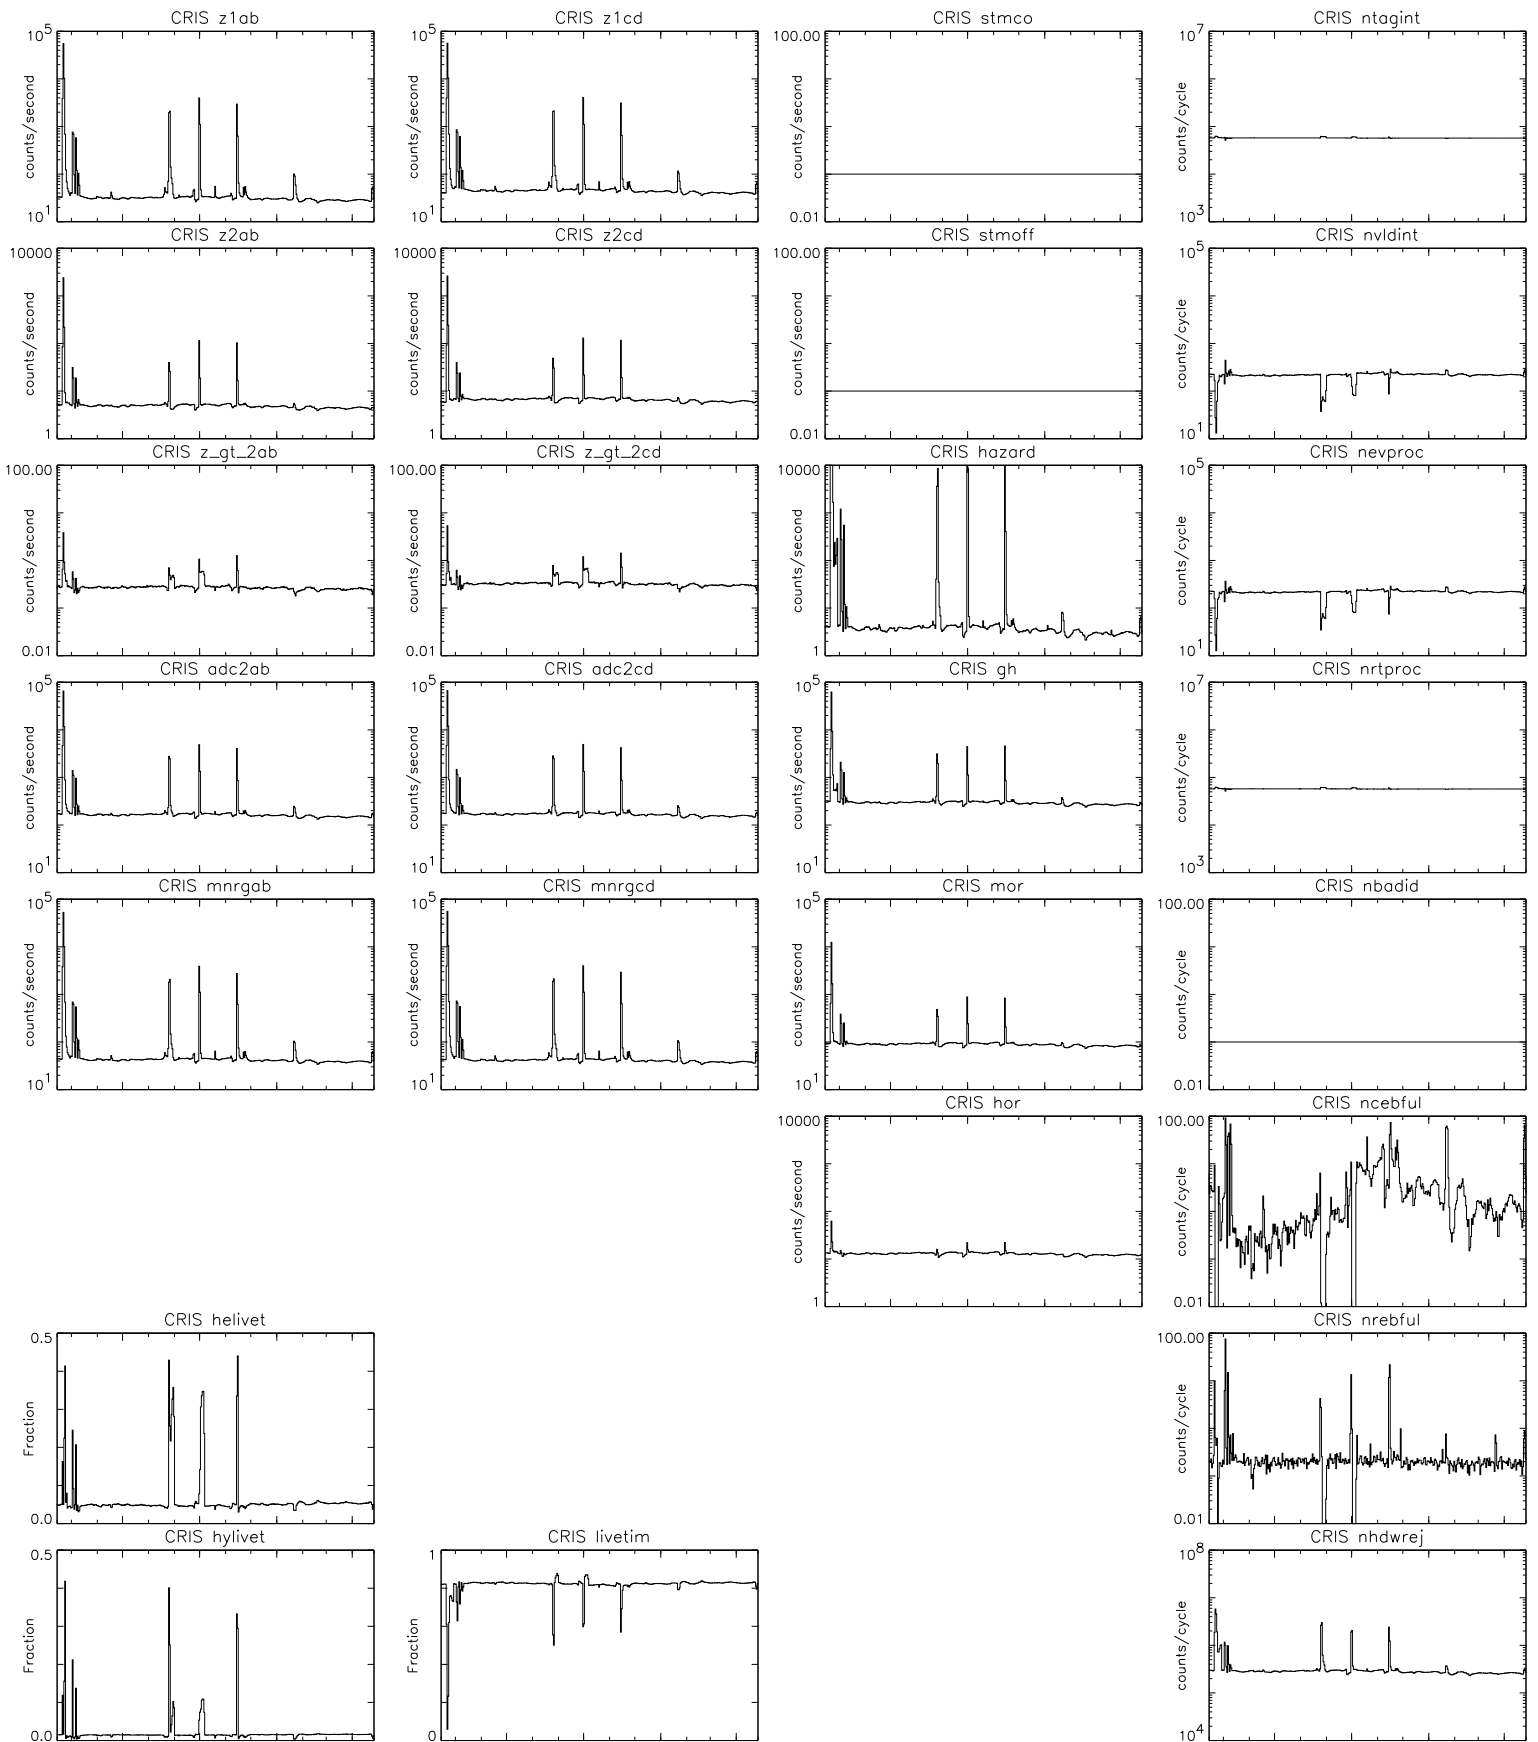 CRIS z1ab
10^5
counts/second
10^1
CRIS z1cd
10^5
counts/second
10^1
CRIS stmco
100.00
counts/second
0.01
CRIS ntagint
10^7
counts/cycle
10^3
CRIS z2ab
10000
counts/second
1
CRIS z2cd
10000
counts/second
1
CRIS stmoff
100.00
counts/second
0.01
CRIS nvldint
10^5
counts/cycle
10^1
CRIS z_gt_2ab
100.00
counts/second
0.01
CRIS z_gt_2cd
100.00
counts/second
0.01
CRIS hazard
10000
counts/second
1
CRIS nevproc
10^5
counts/cycle
10^1
CRIS adc2ab
10^5
counts/second
10^1
CRIS adc2cd
10^5
counts/second
10^1
CRIS gh
10^5
counts/second
10^1
CRIS nrtproc
10^7
counts/cycle
10^3
CRIS mnrgab
10^5
counts/second
10^1
CRIS mnrgcd
10^5
counts/second
10^1
CRIS mor
10^5
counts/second
10^1
CRIS nbadid
100.00
counts/cycle
0.01
CRIS hor
10000
counts/second
1
CRIS ncebful
100.00
counts/cycle
0.01
CRIS helivet
0.5
Fraction
0.0
CRIS nrebful
100.00
counts/cycle
0.01
CRIS hylivet
0.5
Fraction
0.0
CRIS livetim
1
Fraction
0
CRIS nhdwrej
10^8
counts/cycle
10^4